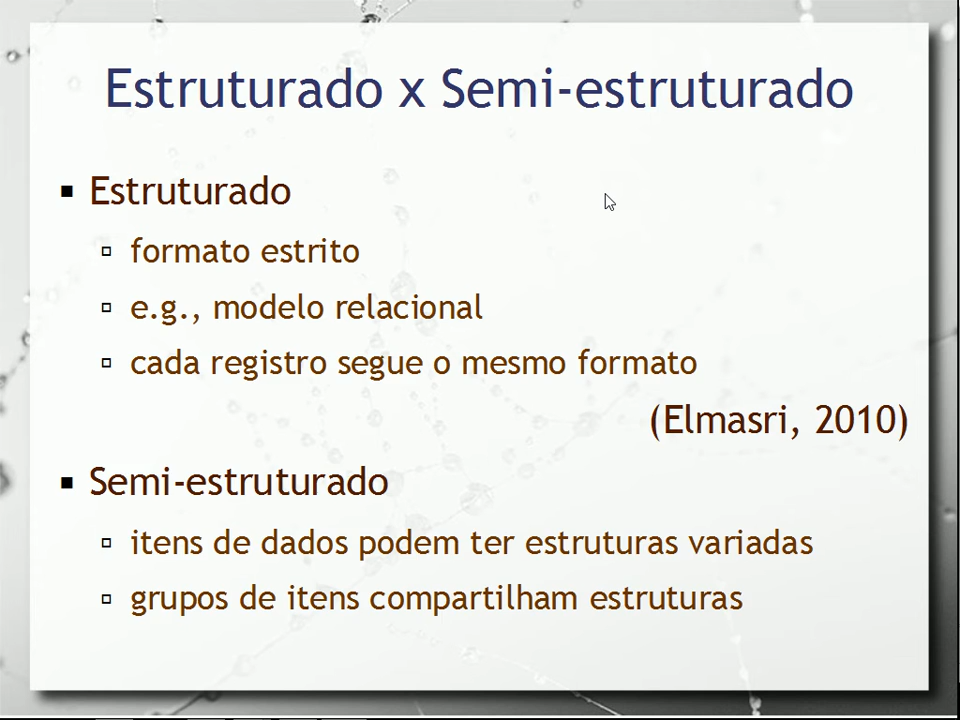 Estruturado x Semi-estruturado
Estruturado
formato estrito
e.g., modelo relacional
cada registro segue o mesmo formato
(Elmasri, 2010)
Semi-estruturado
itens de dados podem ter estruturas variadas
grupos de itens compartilham estruturas